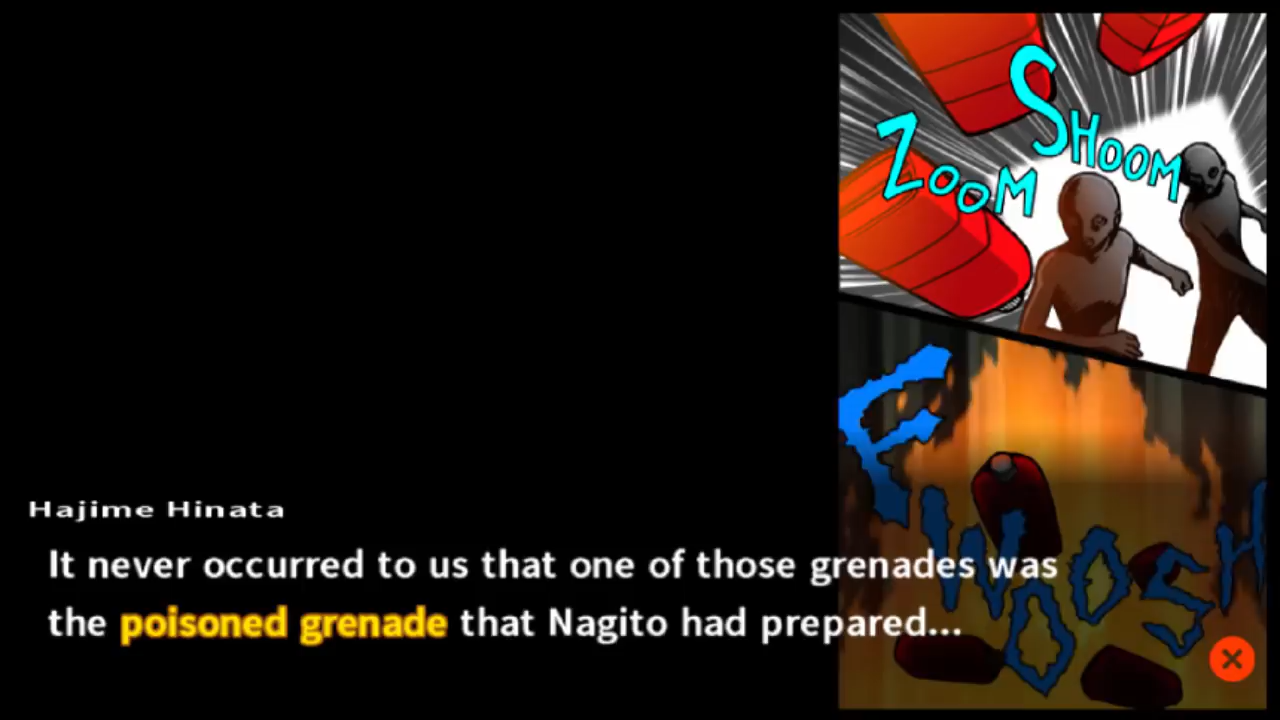 ZOOM
SHOOM
FWOOSH
Hajime Hinata
It never occurred to us that one of those grenades was
the poisoned grenade that Nagito had prepared...